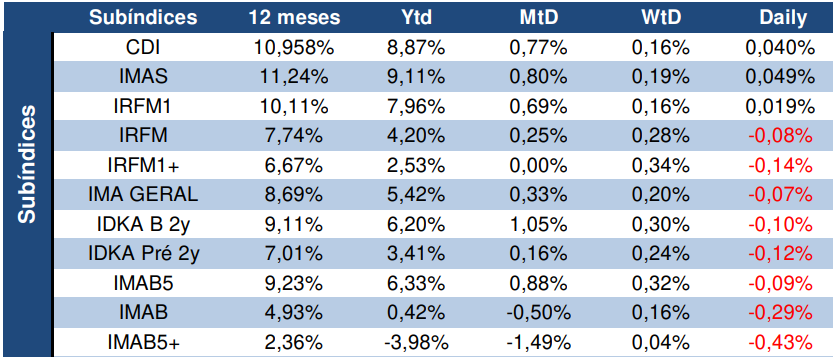 Subíndices 12 meses Ytd MtD WtD Daily
Subíndices
CDI 10,958% 8,87% 0,77% 0,16% 0,040%
IMAS 11,24% 9,11% 0,80% 0,19% 0,049%
IRFM1 10,11% 7,96% 0,69% 0,16% 0,019%
IRFM 7,74% 4,20% 0,25% 0,28% -0,08%
IRFM1+ 6,67% 2,53% 0,00% 0,34% -0,14%
IMA GERAL 8,69% 5,42% 0,33% 0,20% -0,07%
IDKA B 2y 9,11% 6,20% 1,05% 0,30% -0,10%
IDKA Pré 2y 7,01% 3,41% 0,16% 0,24% -0,12%
IMAB5 9,23% 6,33% 0,88% 0,32% -0,09%
IMAB 4,93% 0,42% -0,50% 0,16% -0,29%
IMAB5+ 2,36% -3,98% -1,49% 0,04% -0,43%